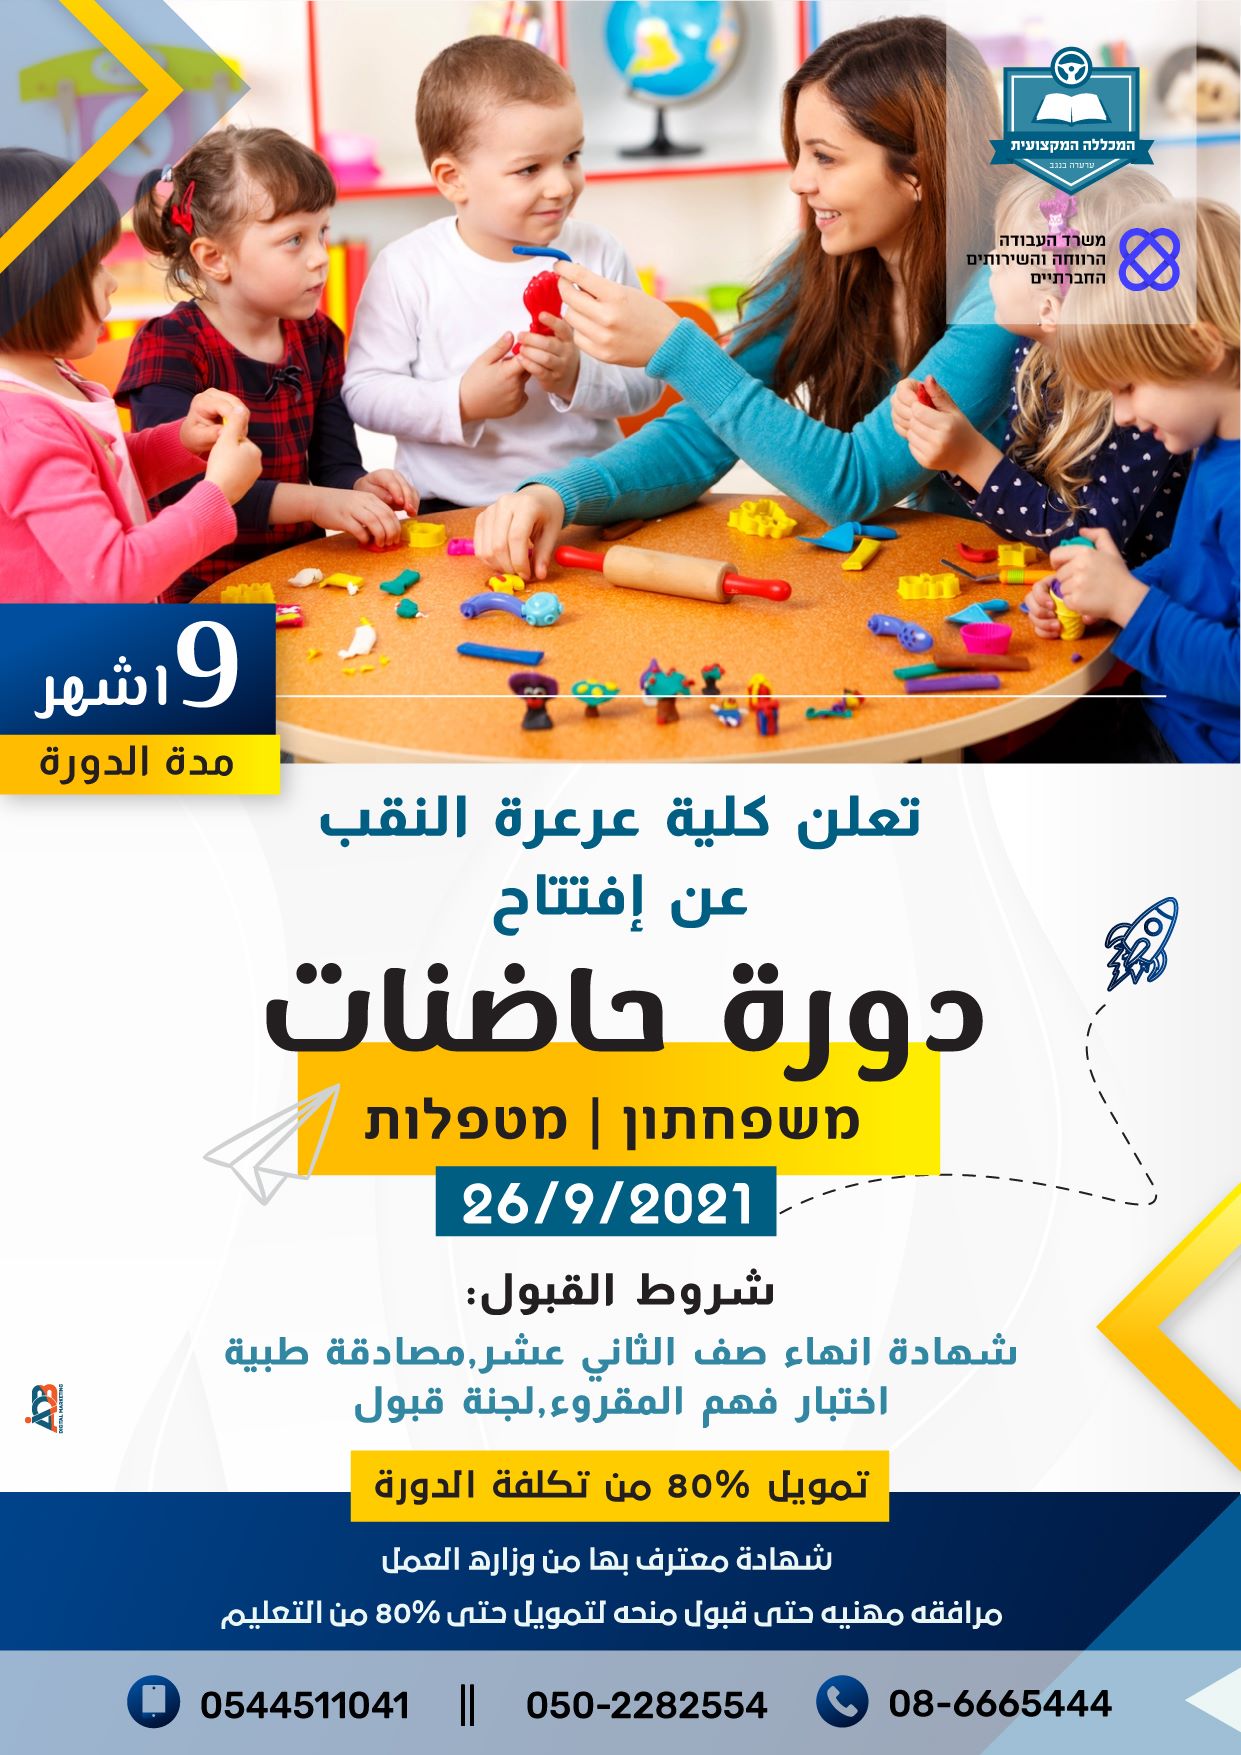 המכללה המקצועית
ערערה בנגב
משרד העבודה
הרווחה והשירותים
החברתיים
9 اشهر
مدة الدورة
تعلن كلية عرعرة النقب
عن إفتتاح
دورة حاضنات
משפחתון | מטפלות
26/9/2021
شروط القبول:
شهادة انهاء صف الثاني عشر,مصادقة طبية
اختبار فهم المقروء,لجنة قبول
تمويل 80% من تكلفة الدورة
شهادة معترف بها من وزاره العمل
مرافقه مهنيه حتى قبول منحه لتمويل حتى 80% من التعليم
0544511041 || 050-2282554 08-6665444
ADB
DIGITAL MARKETING